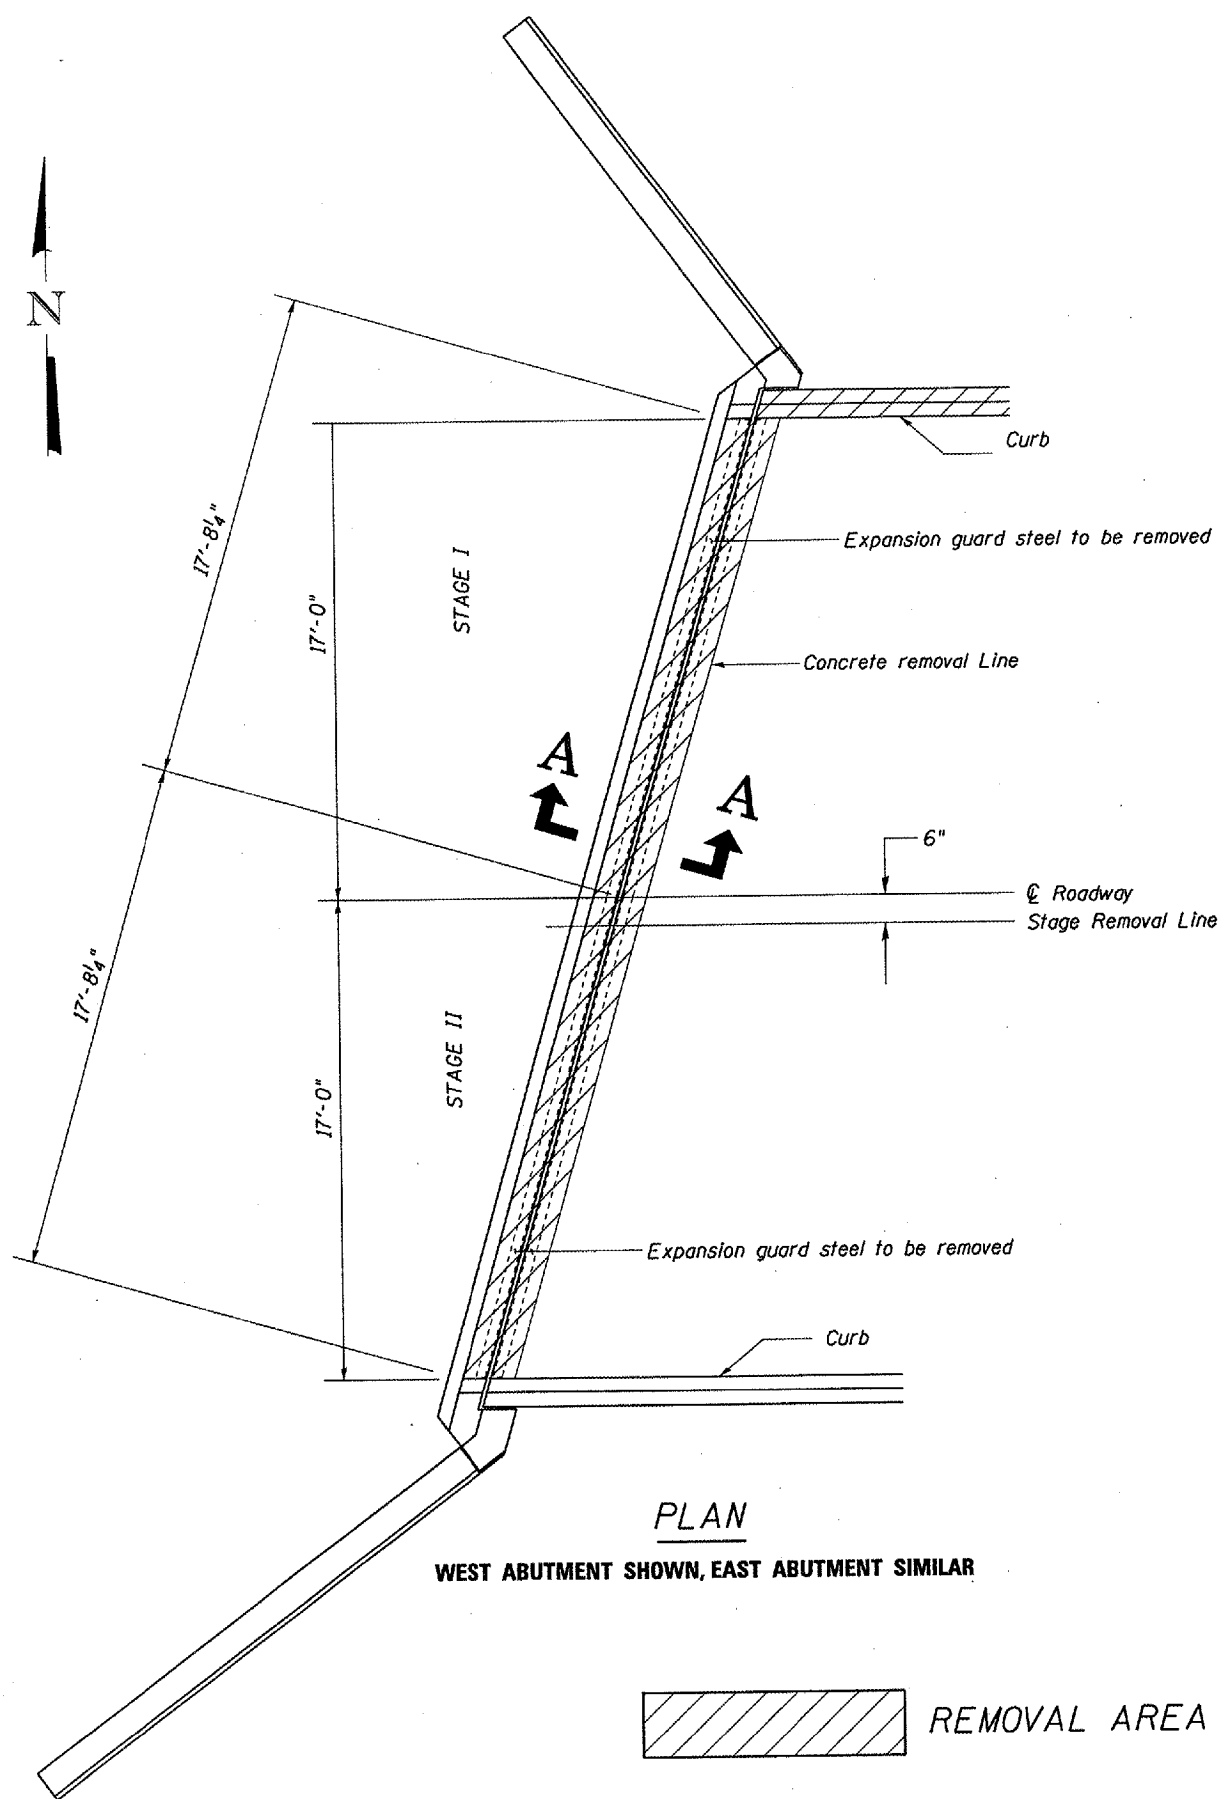 N
Curb
Expansion guard steel to be removed
17'-8¼"
STAGE I
17'-0"
Concrete removal Line
A
A
6"
℄ Roadway
Stage Removal Line
17'-8¼"
STAGE II
17'-0"
Expansion guard steel to be removed
Curb
PLAN
WEST ABUTMENT SHOWN, EAST ABUTMENT SIMILAR
REMOVAL AREA